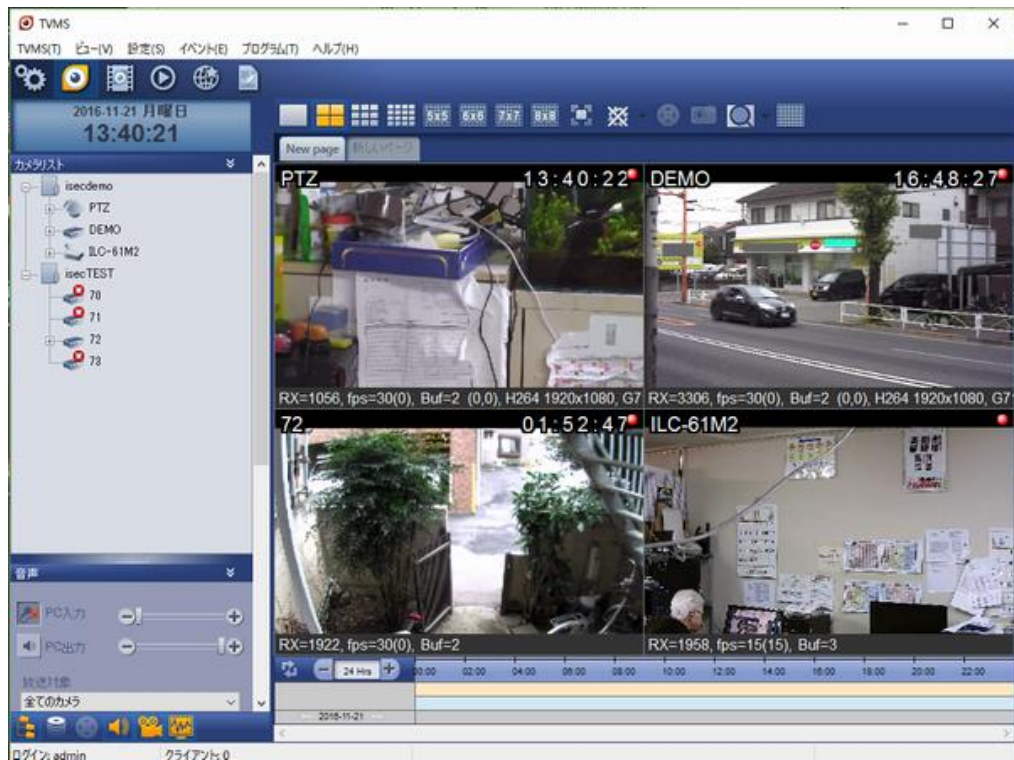 TVMS
TVMS(T) ビュー(V) 設定(S) イベント(E) プログラム(T) ヘルプ(H)
2016-11-21 月曜日
13:40:21
5x5 6x6 7x7 8x8
New page 新しいページ
カメラリスト
isecdemo
PTZ
DEMO
ILC-61M2
isecTEST
70
71
72
73
PTZ 13:40:22
RX=1056, fps=30(0), Buf=2 (0,0), H264 1920x1080, G7
DEMO 16:48:27
RX=3306, fps=30(0), Buf=2 (0,0), H264 1920x1080, G7
72 01:52:47
RX=1922, fps=30(0), Buf=2
ILC-61M2
RX=1958, fps=15(15), Buf=3
音声
PC入力
PC出力
放送対象
全てのカメラ
24 Hrs 00:00 02:00 04:00 06:00 08:00 10:00 12:00 14:00 16:00 18:00 20:00 22:00
2016-11-21
ログイン: admin クライアント: 0